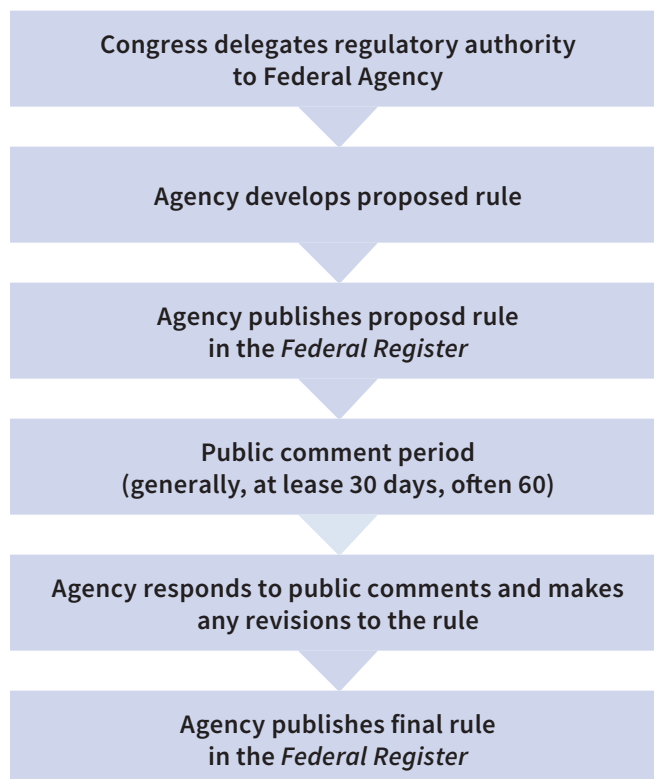 Congress delegates regulatory authority
to Federal Agency
Agency develops proposed rule
Agency publishes proposd rule
in the Federal Register
Public comment period
(generally, at lease 30 days, often 60)
Agency responds to public comments and makes
any revisions to the rule
Agency publishes final rule
in the Federal Register